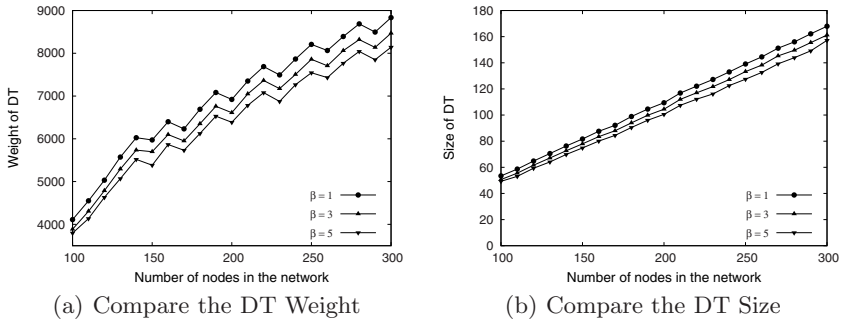 9000
8000
7000
6000
5000
4000
Weight of DT
β = 1
β = 3
β = 5
100 150 200 250 300
Number of nodes in the network
(a) Compare the DT Weight
180
160
140
120
100
80
60
40
20
0
Size of DT
β = 1
β = 3
β = 5
100 150 200 250 300
Number of nodes in the network
(b) Compare the DT Size